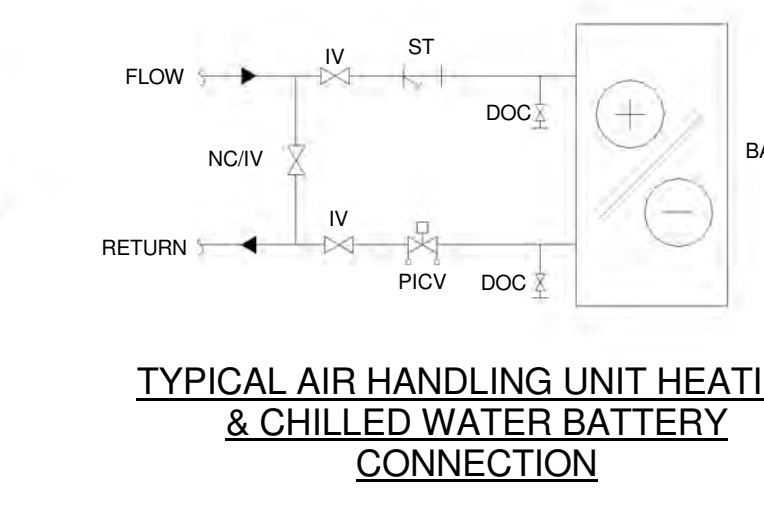 IV
ST
FLOW
DOC
NC/IV
BA
IV
RETURN
PICV
DOC
TYPICAL AIR HANDLING UNIT HEATI
& CHILLED WATER BATTERY
CONNECTION